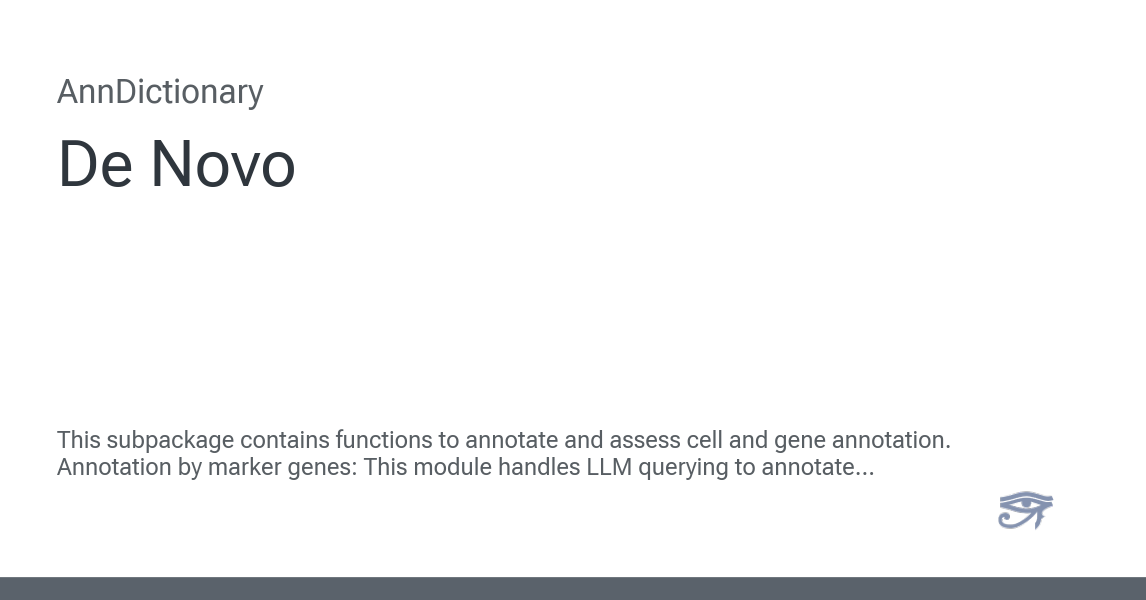 AnnDictionary
De Novo
This subpackage contains functions to annotate and assess cell and gene annotation.
Annotation by marker genes: This module handles LLM querying to annotate...